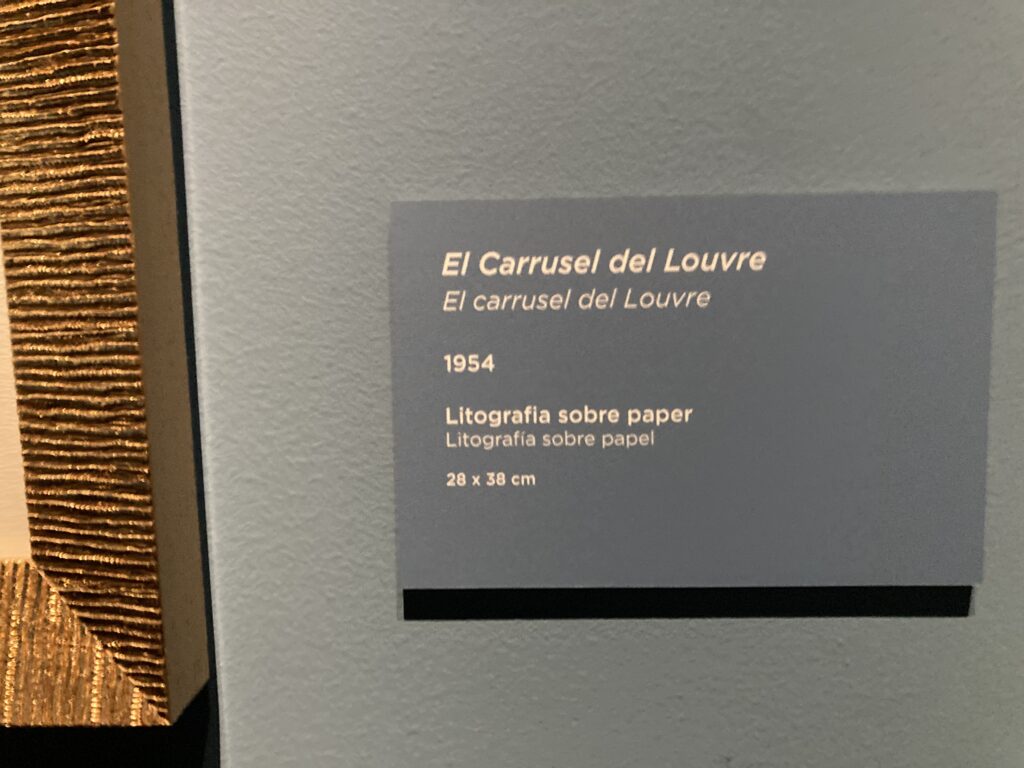 El Carrusel del Louvre
El carrusel del Louvre
1954
Litografia sobre paper
Litografía sobre papel
28 x 38 cm